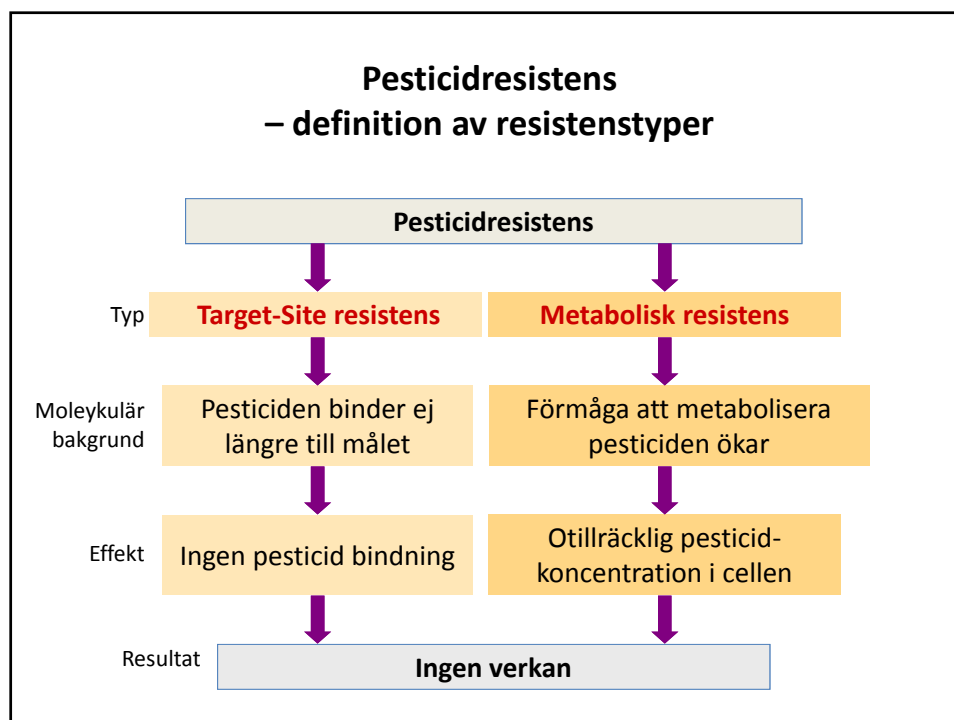 Pesticidresistens
– definition av resistenstyper
Pesticidresistens
Typ
Target-Site resistens
Metabolisk resistens
Moleykulär
bakgrund
Pesticiden binder ej
längre till målet
Förmåga att metabolisera
pesticiden ökar
Effekt
Ingen pesticid bindning
Otillräcklig pesticid-
koncentration i cellen
Resultat
Ingen verkan